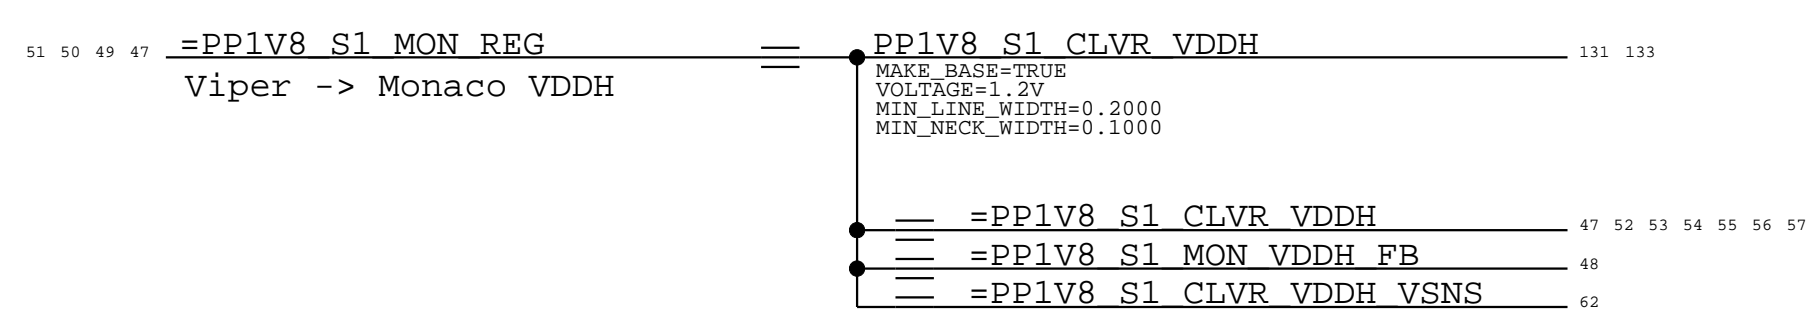 51 50 49 47 =PP1V8_S1_MON_REG PP1V8_S1_CLVR_VDDH 131 133
Viper -> Monaco VDDH
MAKE_BASE=TRUE
VOLTAGE=1.2V
MIN_LINE_WIDTH=0.2000
MIN_NECK_WIDTH=0.1000
=PP1V8_S1_CLVR_VDDH 47 52 53 54 55 56 57
=PP1V8_S1_MON_VDDH_FB 48
=PP1V8_S1_CLVR_VDDH_VSNS 62